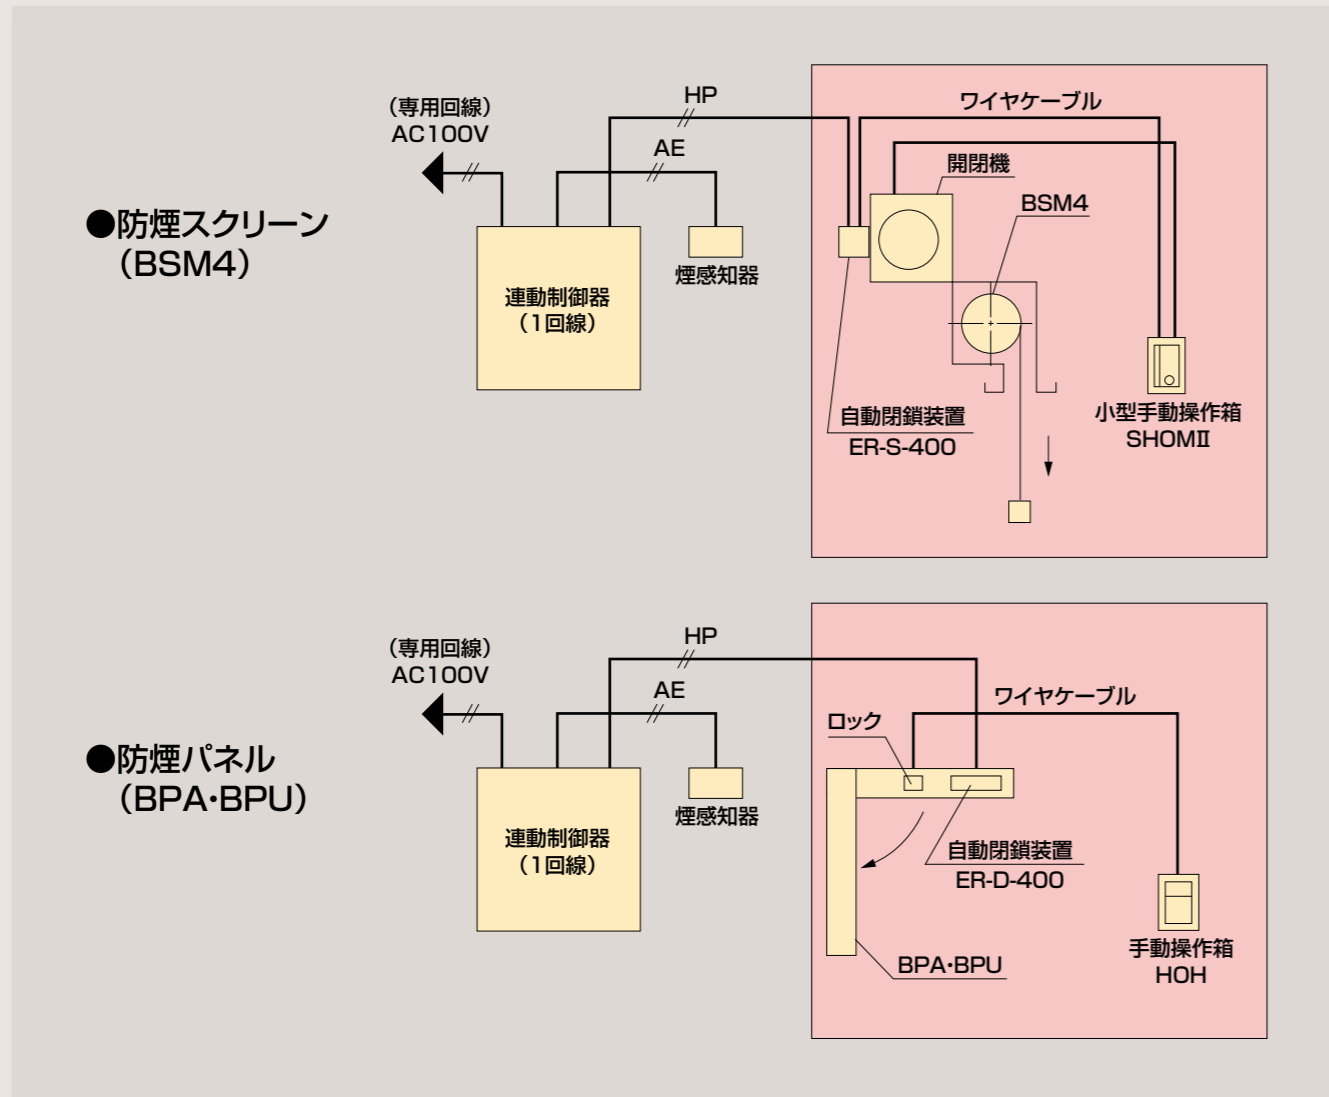 ●防煙スクリーン
（BSM4）
（専用回線）
AC100V
HP
AE
連動制御器
（1回線）
煙感知器
ワイヤケーブル
開閉機
BSM4
自動閉鎖装置
ER-S-400
小型手動操作箱
SHOMⅡ
●防煙パネル
（BPA・BPU）
（専用回線）
AC100V
HP
AE
連動制御器
（1回線）
煙感知器
ワイヤケーブル
ロック
自動閉鎖装置
ER-D-400
BPA・BPU
手動操作箱
HOH